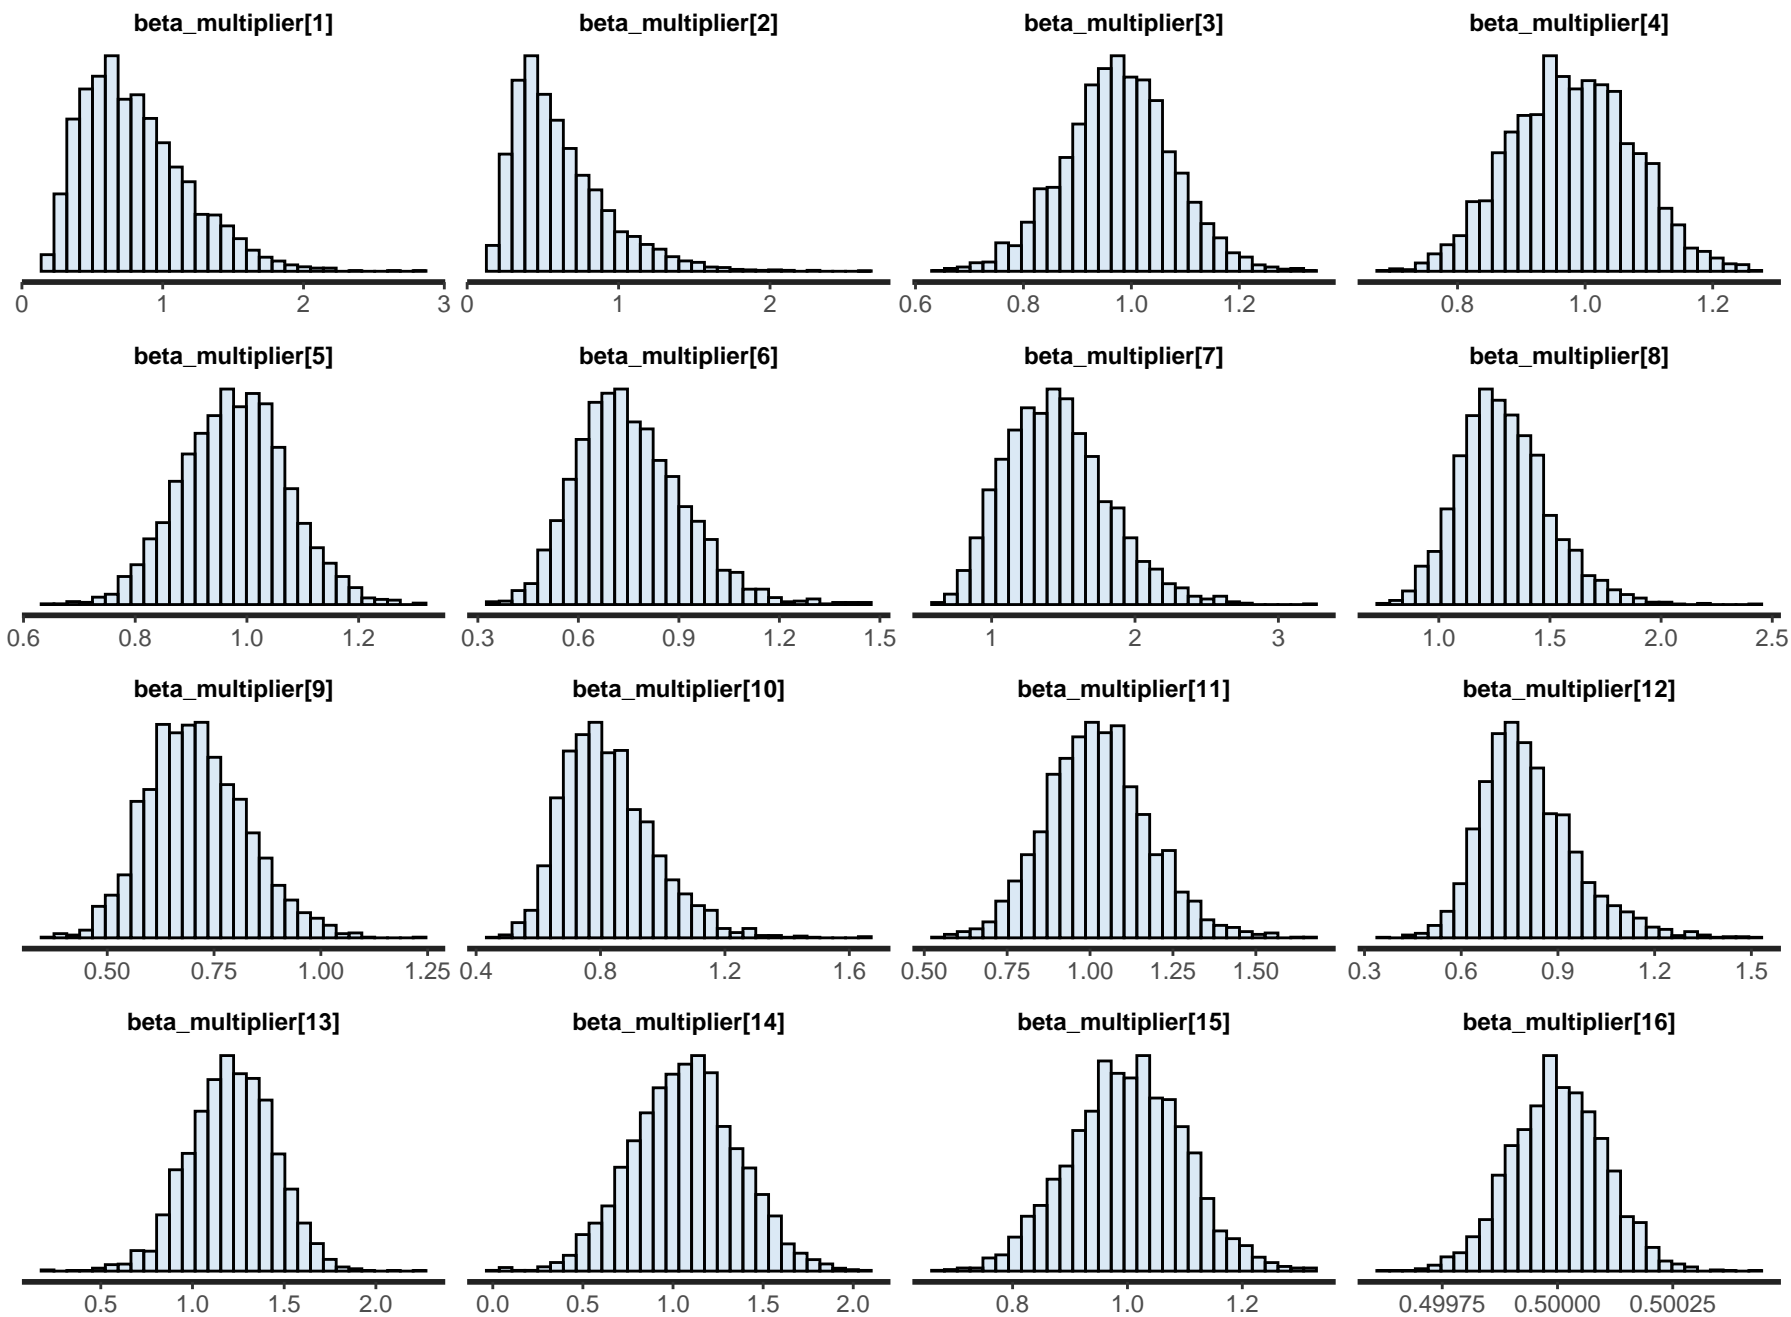 beta_multiplier[1] beta_multiplier[2] beta_multiplier[3] beta_multiplier[4]
0 1 2 3 0 1 2 0.6 0.8 1.0 1.2 0.8 1.0 1.2
beta_multiplier[5] beta_multiplier[6] beta_multiplier[7] beta_multiplier[8]
0.6 0.8 1.0 1.2 0.3 0.6 0.9 1.2 1.5 1 2 3 1.0 1.5 2.0 2.5
beta_multiplier[9] beta_multiplier[10] beta_multiplier[11] beta_multiplier[12]
0.50 0.75 1.00 1.25 0.4 0.8 1.2 1.6 0.50 0.75 1.00 1.25 1.50 0.3 0.6 0.9 1.2 1.5
beta_multiplier[13] beta_multiplier[14] beta_multiplier[15] beta_multiplier[16]
0.5 1.0 1.5 2.0 0.0 0.5 1.0 1.5 2.0 0.8 1.0 1.2 0.49975 0.50000 0.50025